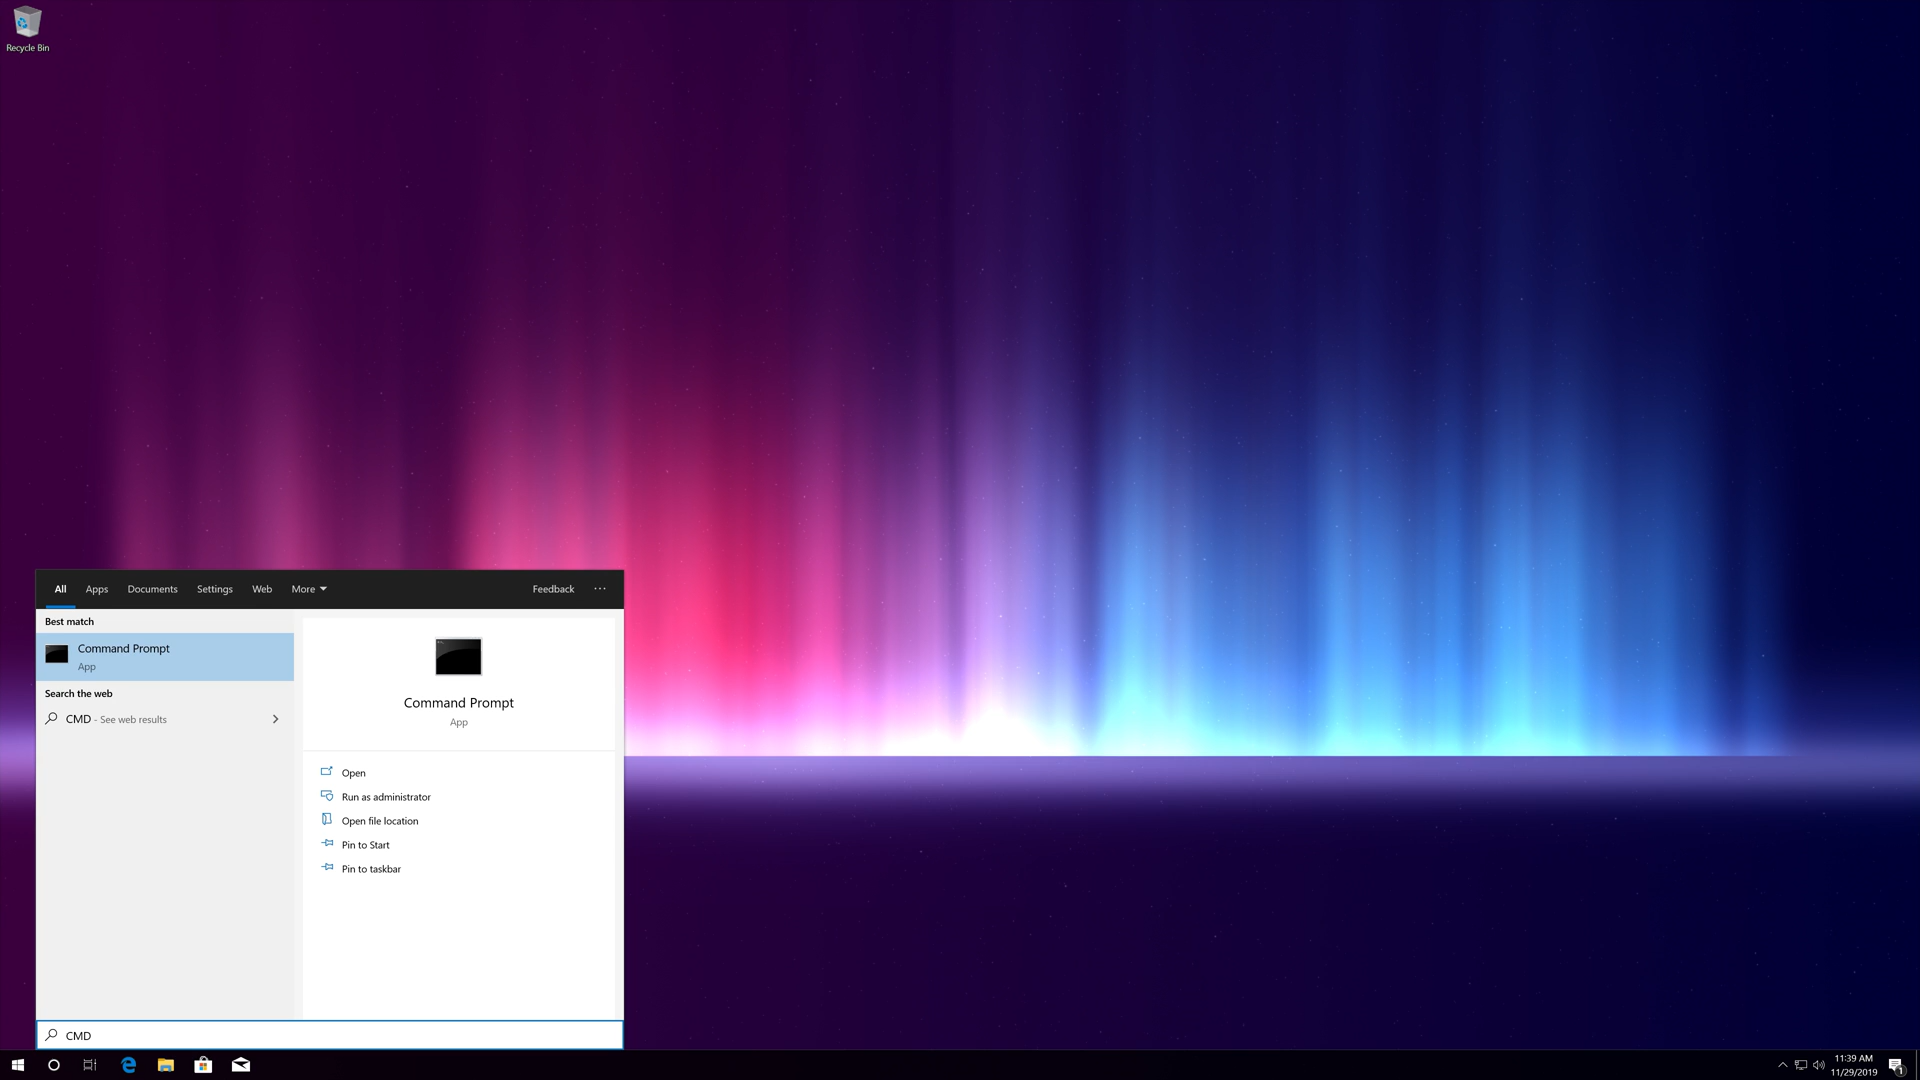 Recycle Bin
All Apps Documents Settings Web More Feedback ...
Best match
Command Prompt
App
Search the web
CMD - See web results
Command Prompt
App
Open
Run as administrator
Open file location
Pin to Start
Pin to taskbar
CMD
11:39 AM
11/29/2019
1